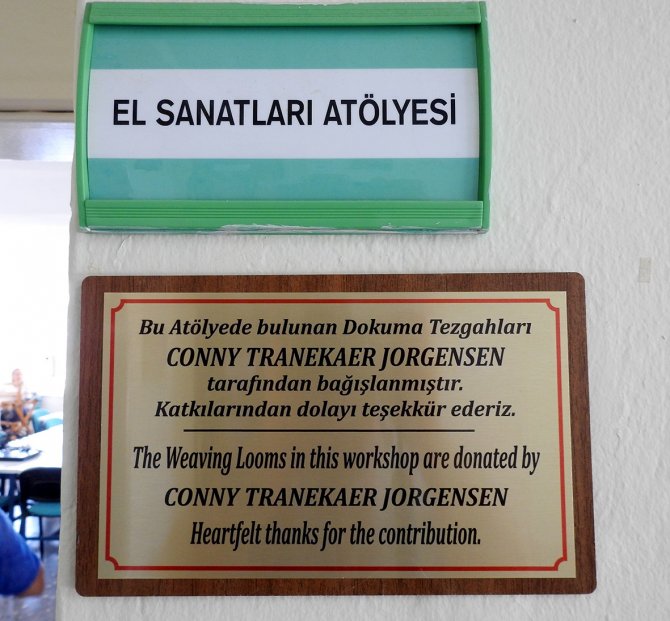 EL SANATLARI ATÖLYESİ
Bu Atölyede bulunan Dokuma Tezgahları
CONNY TRANEKAER JORGENSEN
tarafından bağışlanmıştır.
Katkılarından dolayı teşekkür ederiz.
The Weaving Looms in this workshop are donated by
CONNY TRANEKAER JORGENSEN
Heartfelt thanks for the contribution.